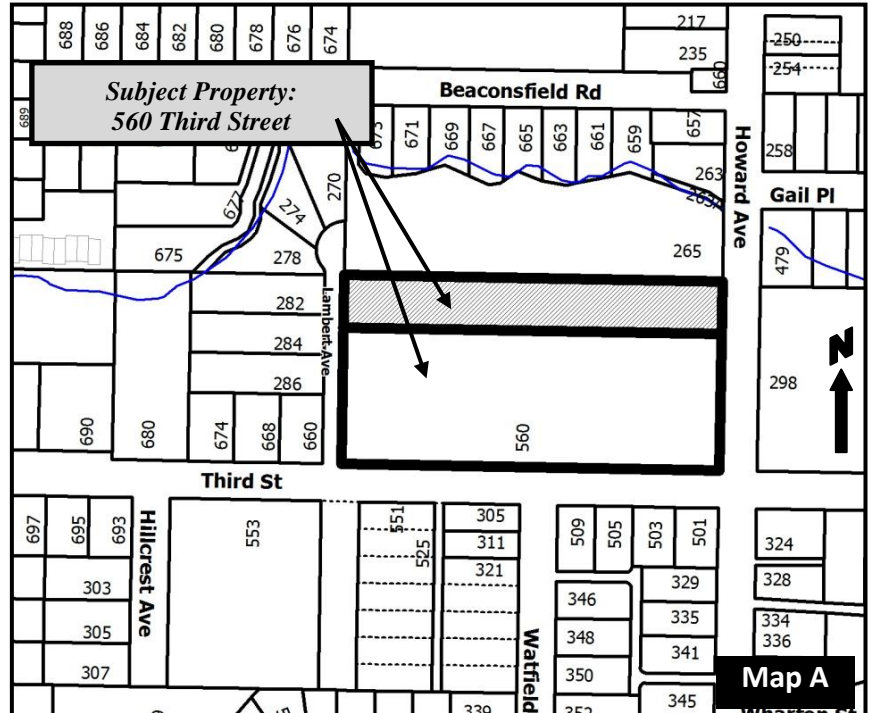 688 686 684 682 680 678 676 674
217
235
660
250
254
Subject Property:
560 Third Street
Beaconsfield Rd
689
673 671 669 667 665 663 661 659 657
258
Howard Ave
677
274
270
263
Gail Pl
675
278
265
479
282
Lambert Ave
284
286
298
N
690 680 674 668 660
560
Third St
697 695 693
Hillcrest Ave
553
551
525
305
311
321
509 505 503 501
324
303
346
329
328
305
348
335
334
336
307
350
341
Watfield
Map A
339
352
345
Wharton St